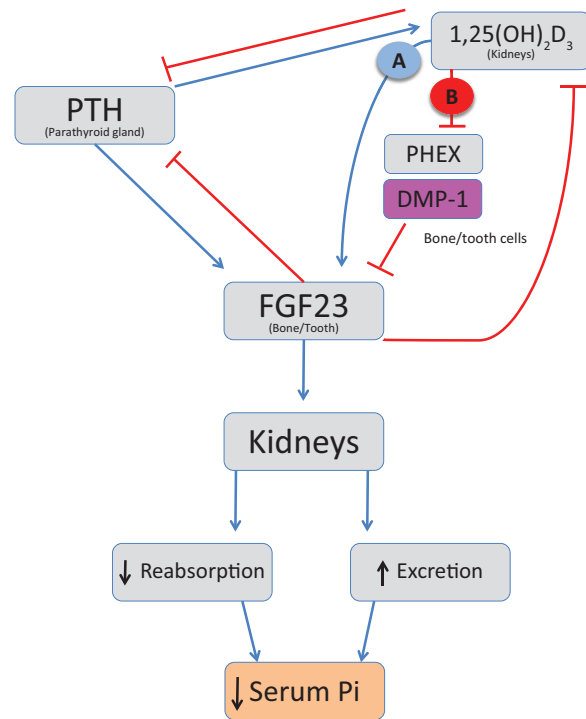 1,25(OH)₂D₃
(Kidneys)
A
B
PTH
(Parathyroid gland)
PHEX
DMP-1
Bone/tooth cells
FGF23
(Bone/Tooth)
Kidneys
↓ Reabsorption
↑ Excretion
↓ Serum Pi